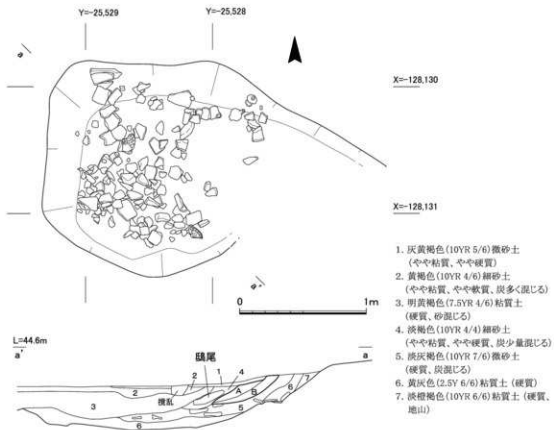 Y=-25,529
Y=-25,528
a'
X=-128,130
X=-128,131
a
0
1m
1. 灰黄褐色(10YR 5/6)微砂土
(やや粘質、やや硬質)
2. 黄褐色(10YR 4/6)細砂土
(やや粘質、やや軟質、炭多く混じる)
3. 明黄褐色(7.5YR 4/6)粘質土
(硬質、砂混じる)
4. 淡褐色(10YR 4/4)細砂土
(やや粘質、やや硬質、炭少量混じる)
5. 淡灰褐色(10YR 7/6)微砂土
(硬質、炭混じる)
6. 黄灰色(2.5Y 6/6)粘質土 (硬質)
7. 淡橙褐色(10YR 6/6)粘質土 (硬質、
地山)
L=44.6m
a'
鴟尾
a
2
1
4
2
3
撹乱
A
B
5
6
7
6